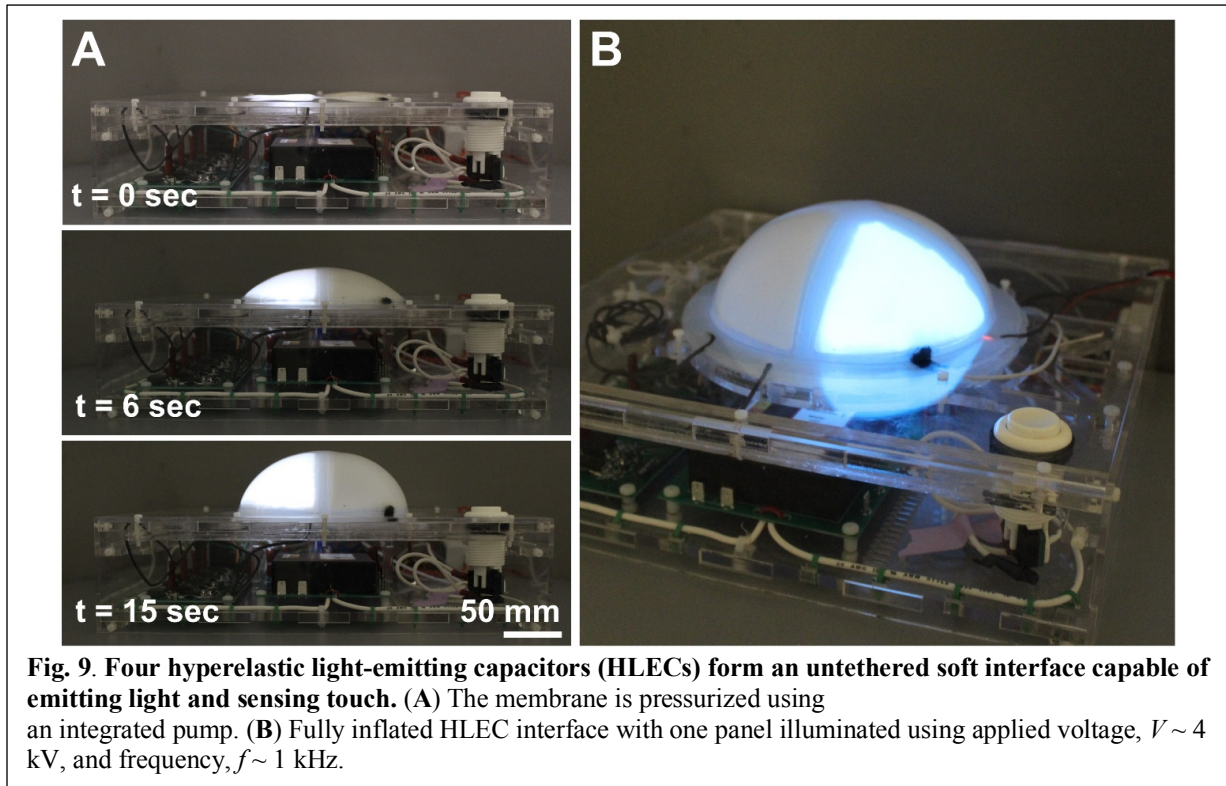 A
t = 0 sec
t = 6 sec
t = 15 sec
50 mm
B
Fig. 9. Four hyperelastic light-emitting capacitors (HLECs) form an untethered soft interface capable of
emitting light and sensing touch. (A) The membrane is pressurized using
an integrated pump. (B) Fully inflated HLEC interface with one panel illuminated using applied voltage, V ~ 4
kV, and frequency, f ~ 1 kHz.